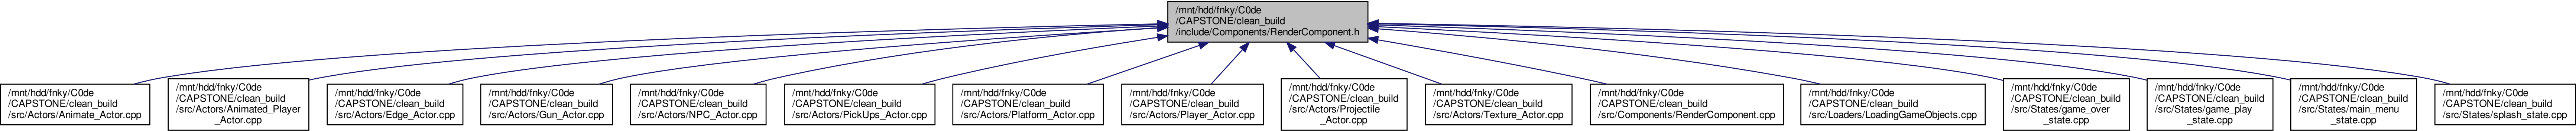 /mnt/hdd/fnky/C0de
/CAPSTONE/clean_build
/include/Components/RenderComponent.h
/mnt/hdd/fnky/C0de
/CAPSTONE/clean_build
/src/Actors/Animate_Actor.cpp
/mnt/hdd/fnky/C0de
/CAPSTONE/clean_build
/src/Actors/Animated_Player
_Actor.cpp
/mnt/hdd/fnky/C0de
/CAPSTONE/clean_build
/src/Actors/Edge_Actor.cpp
/mnt/hdd/fnky/C0de
/CAPSTONE/clean_build
/src/Actors/Gun_Actor.cpp
/mnt/hdd/fnky/C0de
/CAPSTONE/clean_build
/src/Actors/NPC_Actor.cpp
/mnt/hdd/fnky/C0de
/CAPSTONE/clean_build
/src/Actors/PickUps_Actor.cpp
/mnt/hdd/fnky/C0de
/CAPSTONE/clean_build
/src/Actors/Platform_Actor.cpp
/mnt/hdd/fnky/C0de
/CAPSTONE/clean_build
/src/Actors/Player_Actor.cpp
/mnt/hdd/fnky/C0de
/CAPSTONE/clean_build
/src/Actors/Projectile
_Actor.cpp
/mnt/hdd/fnky/C0de
/CAPSTONE/clean_build
/src/Actors/Texture_Actor.cpp
/mnt/hdd/fnky/C0de
/CAPSTONE/clean_build
/src/Components/RenderComponent.cpp
/mnt/hdd/fnky/C0de
/CAPSTONE/clean_build
/src/Loaders/LoadingGameObjects.cpp
/mnt/hdd/fnky/C0de
/CAPSTONE/clean_build
/src/States/game_over
_state.cpp
/mnt/hdd/fnky/C0de
/CAPSTONE/clean_build
/src/States/game_play
_state.cpp
/mnt/hdd/fnky/C0de
/CAPSTONE/clean_build
/src/States/main_menu
_state.cpp
/mnt/hdd/fnky/C0de
/CAPSTONE/clean_build
/src/States/splash_state.cpp